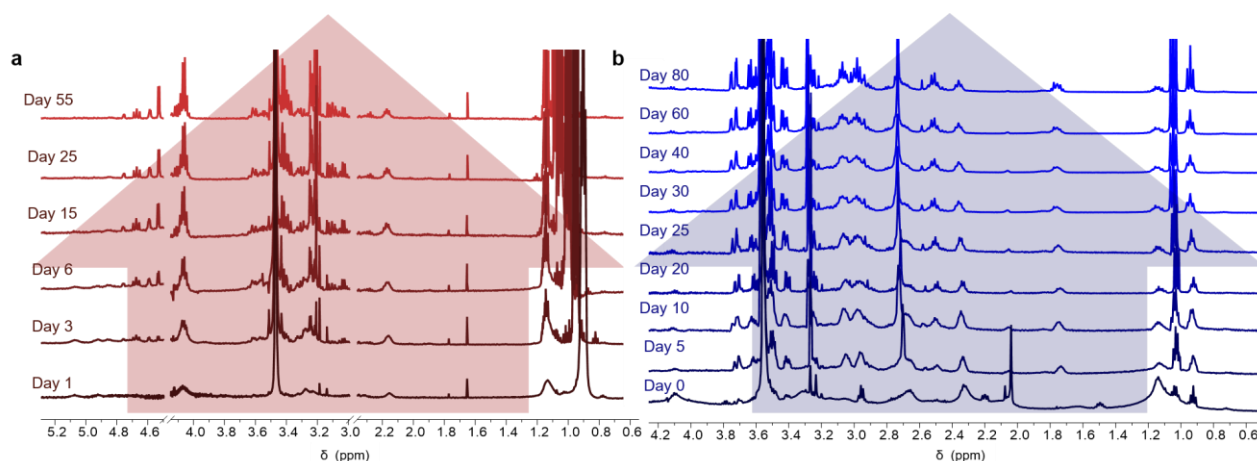 a
Day 55
Day 25
Day 15
Day 6
Day 3
Day 1
5.2 5.0 4.8 4.6 4.0 3.8 3.6 3.4 3.2 3.0 2.4 2.2 2.0 1.8 1.6 1.4 1.2 1.0 0.8 0.6
δ (ppm)
b
Day 80
Day 60
Day 40
Day 30
Day 25
Day 20
Day 10
Day 5
Day 0
4.2 4.0 3.8 3.6 3.4 3.2 3.0 2.8 2.6 2.4 2.2 2.0 1.8 1.6 1.4 1.2 1.0 0.8 0.6
δ (ppm)